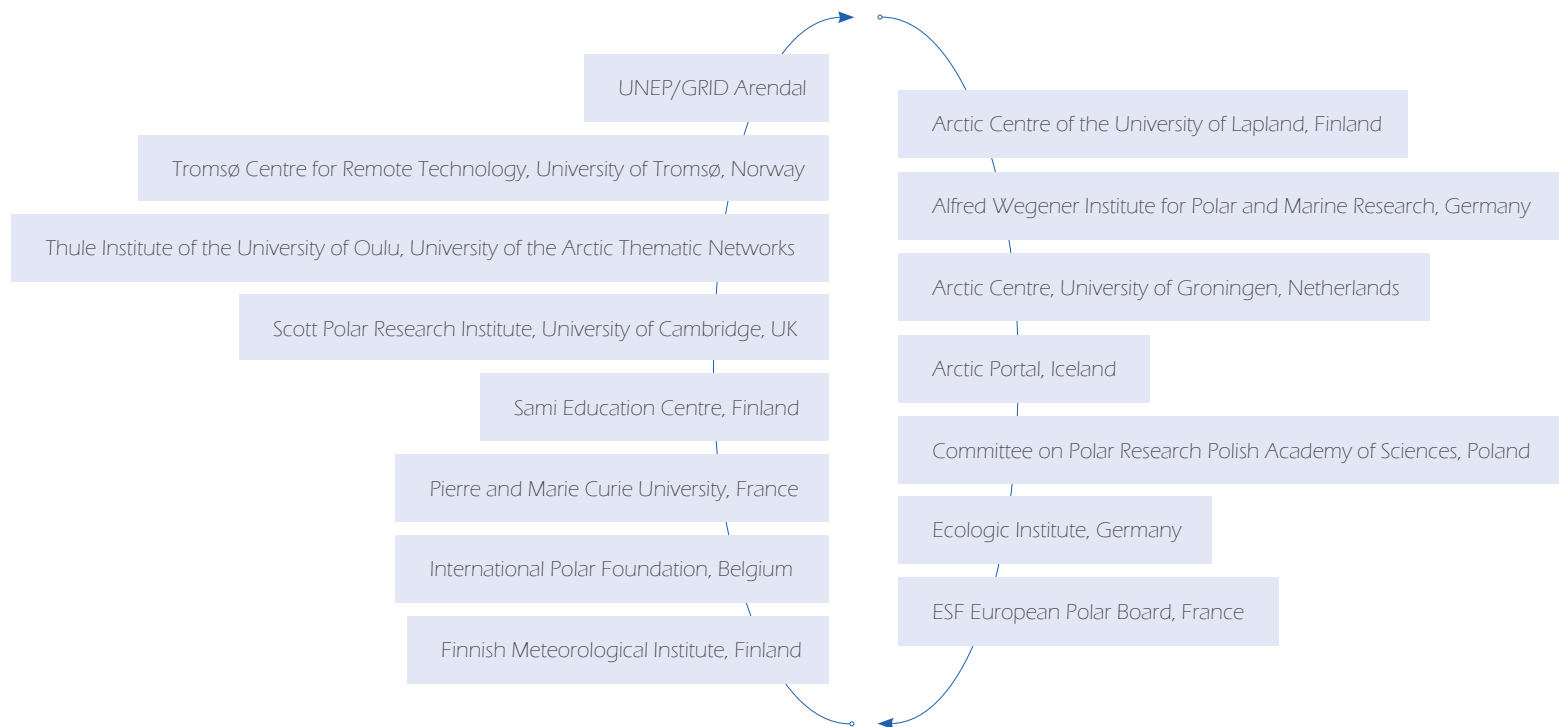 UNEP/GRID Arendal
Tromsø Centre for Remote Technology, University of Tromsø, Norway
Thule Institute of the University of Oulu, University of the Arctic Thematic Networks
Scott Polar Research Institute, University of Cambridge, UK
Sami Education Centre, Finland
Pierre and Marie Curie University, France
International Polar Foundation, Belgium
Finnish Meteorological Institute, Finland
Arctic Centre of the University of Lapland, Finland
Alfred Wegener Institute for Polar and Marine Research, Germany
Arctic Centre, University of Groningen, Netherlands
Arctic Portal, Iceland
Committee on Polar Research Polish Academy of Sciences, Poland
Ecologic Institute, Germany
ESF European Polar Board, France